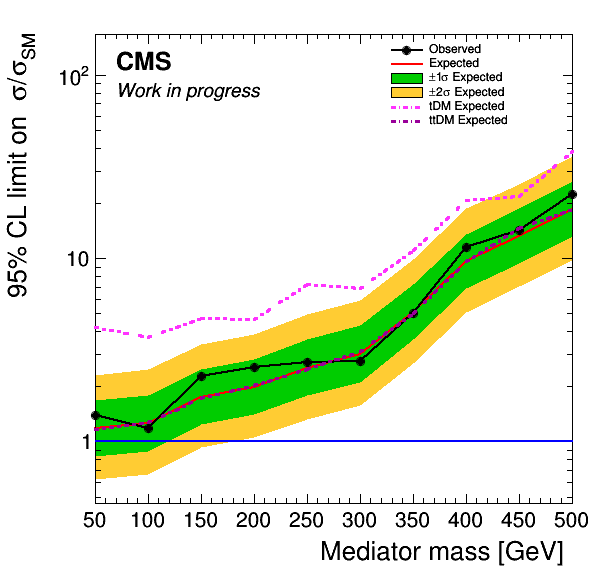 95% CL limit on σ/σSM
10²
10
1
CMS
Work in progress
Observed
Expected
±1σ Expected
±2σ Expected
tDM Expected
ttDM Expected
50 100 150 200 250 300 350 400 450 500
Mediator mass [GeV]